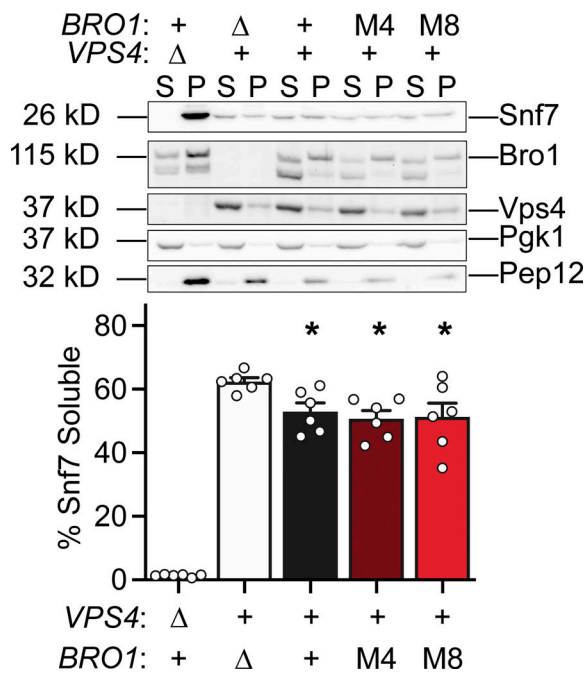 BRO1: + Δ + M4 M8
VPS4: Δ + + + +
S P S P S P S P S P
26 kD Snf7
115 kD Bro1
37 kD Vps4
37 kD Pgk1
32 kD Pep12
80
60
40
20
0
% Snf7 Soluble
* * *
VPS4: Δ + + + +
BRO1: + Δ + M4 M8